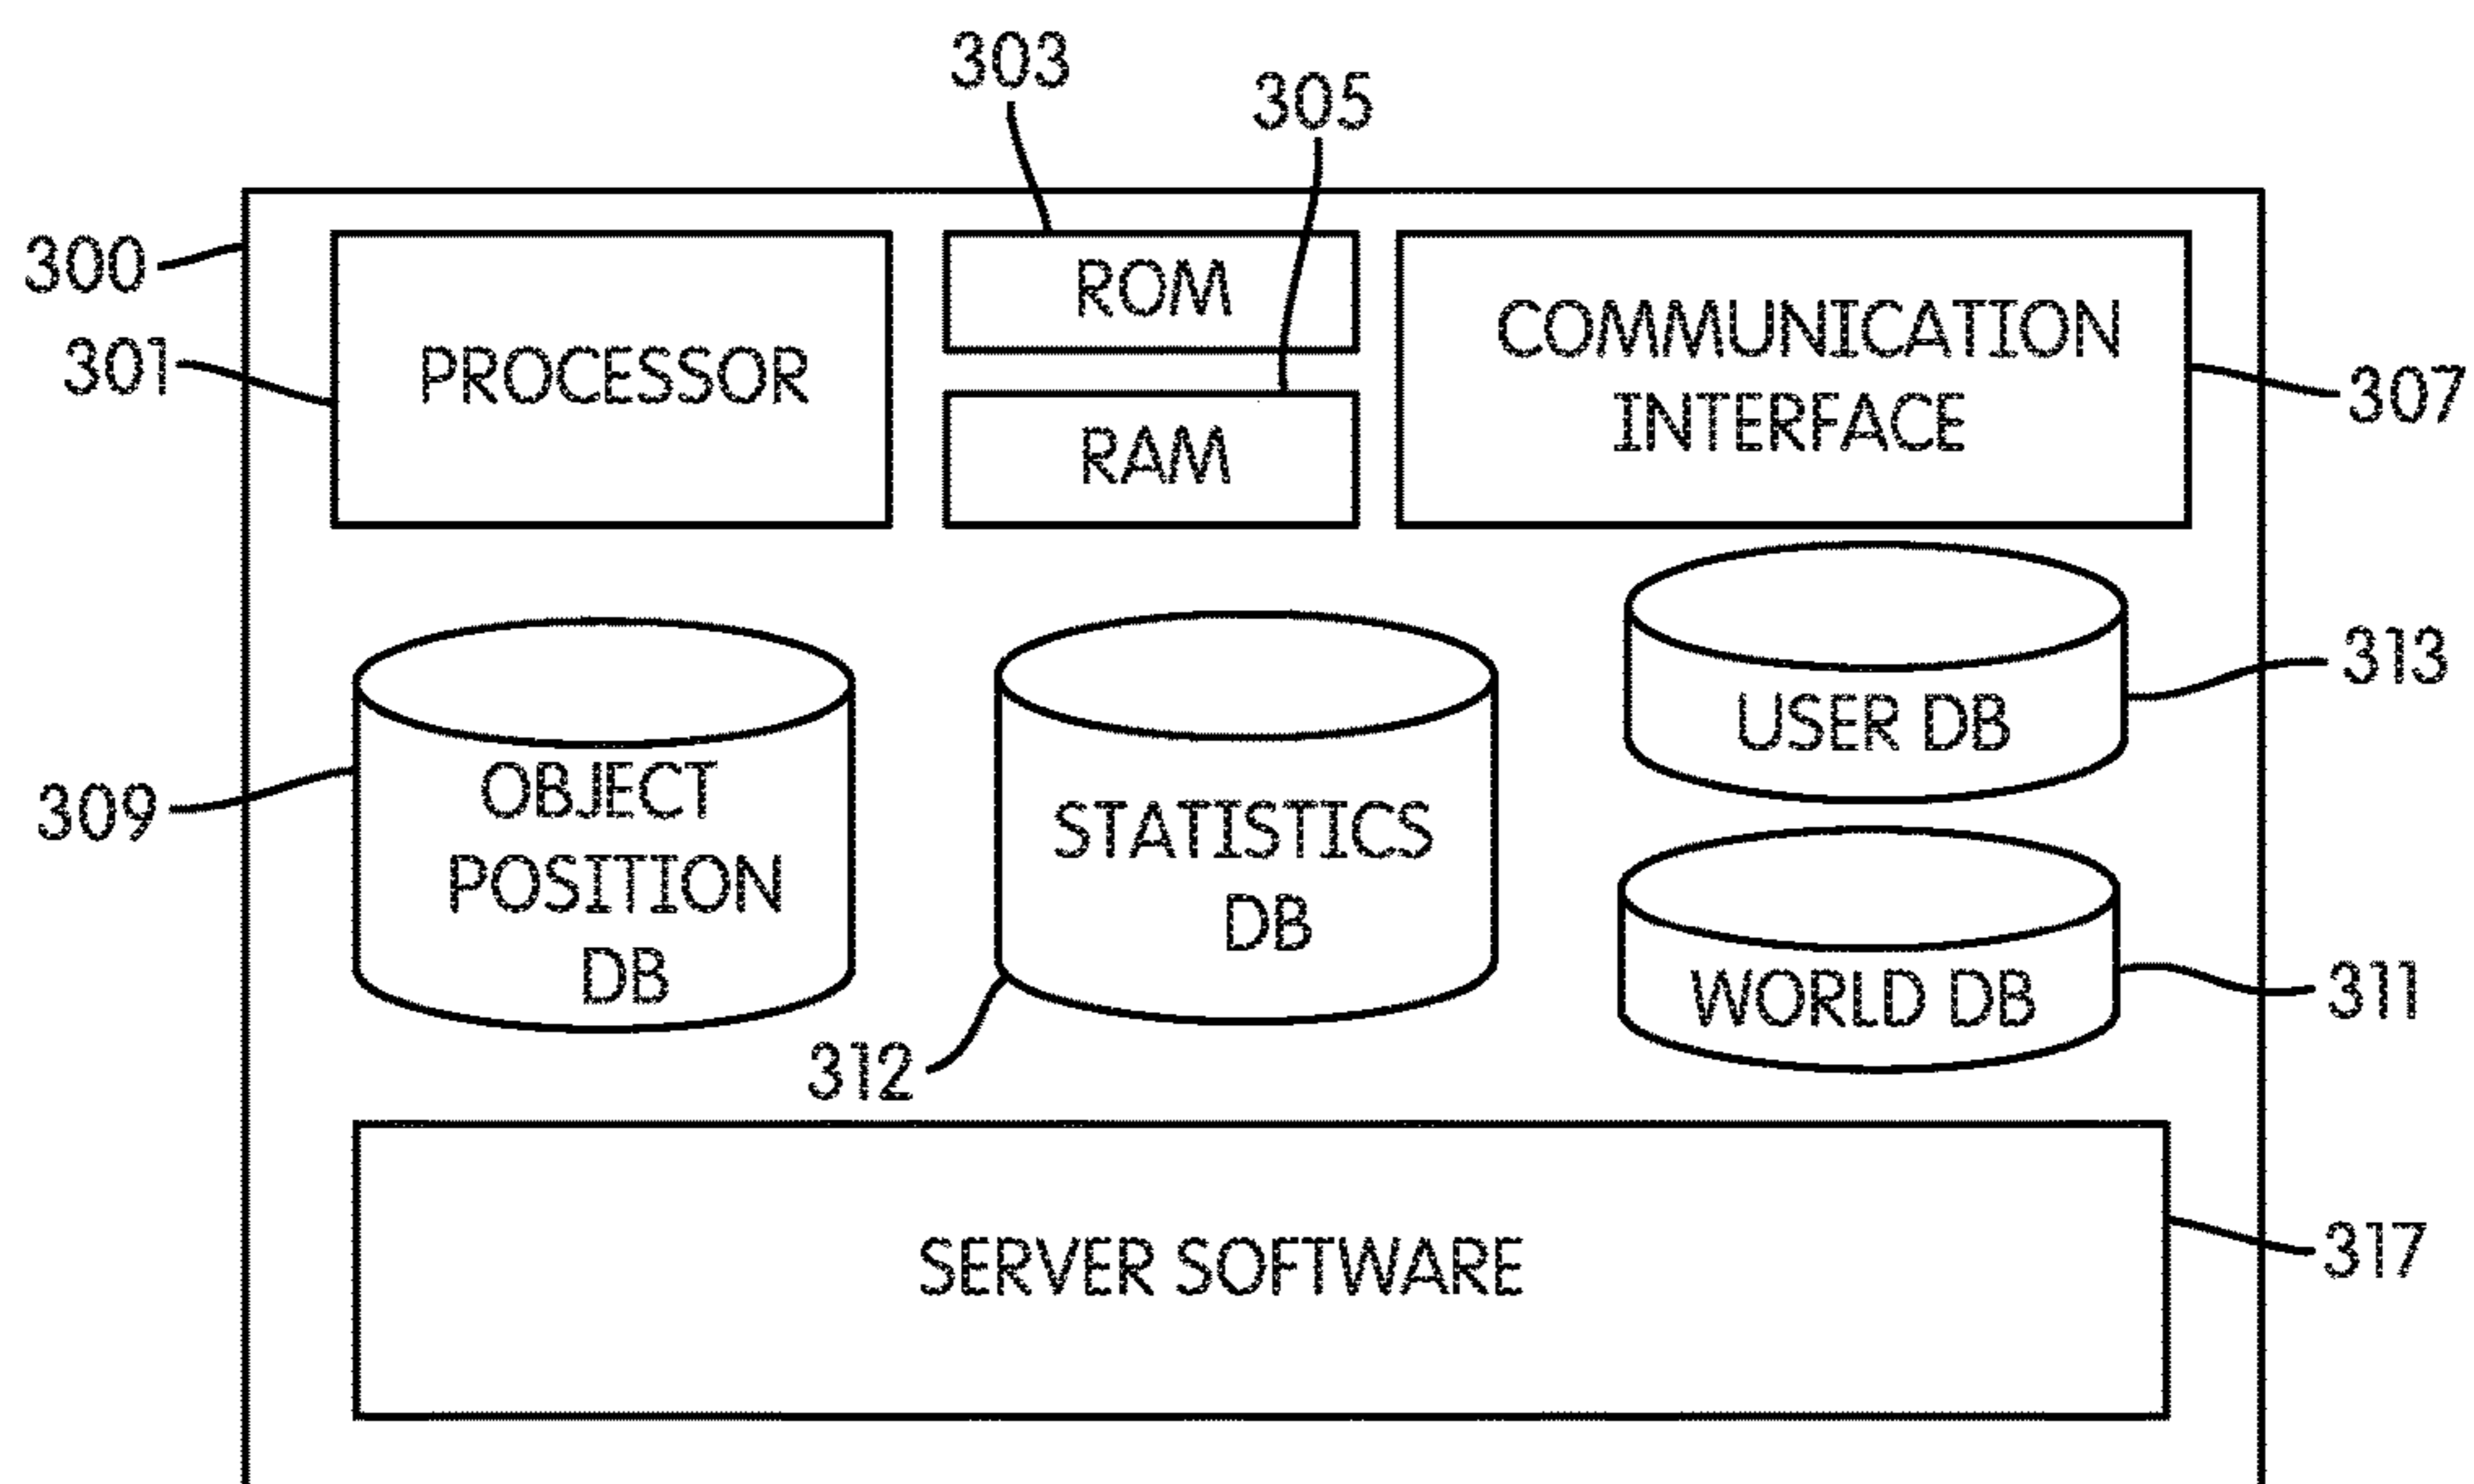 303
305
300
301
PROCESSOR
ROM
RAM
COMMUNICATION
INTERFACE
307
309
OBJECT
POSITION
DB
312
STATISTICS
DB
USER DB
313
WORLD DB
311
SERVER SOFTWARE
317